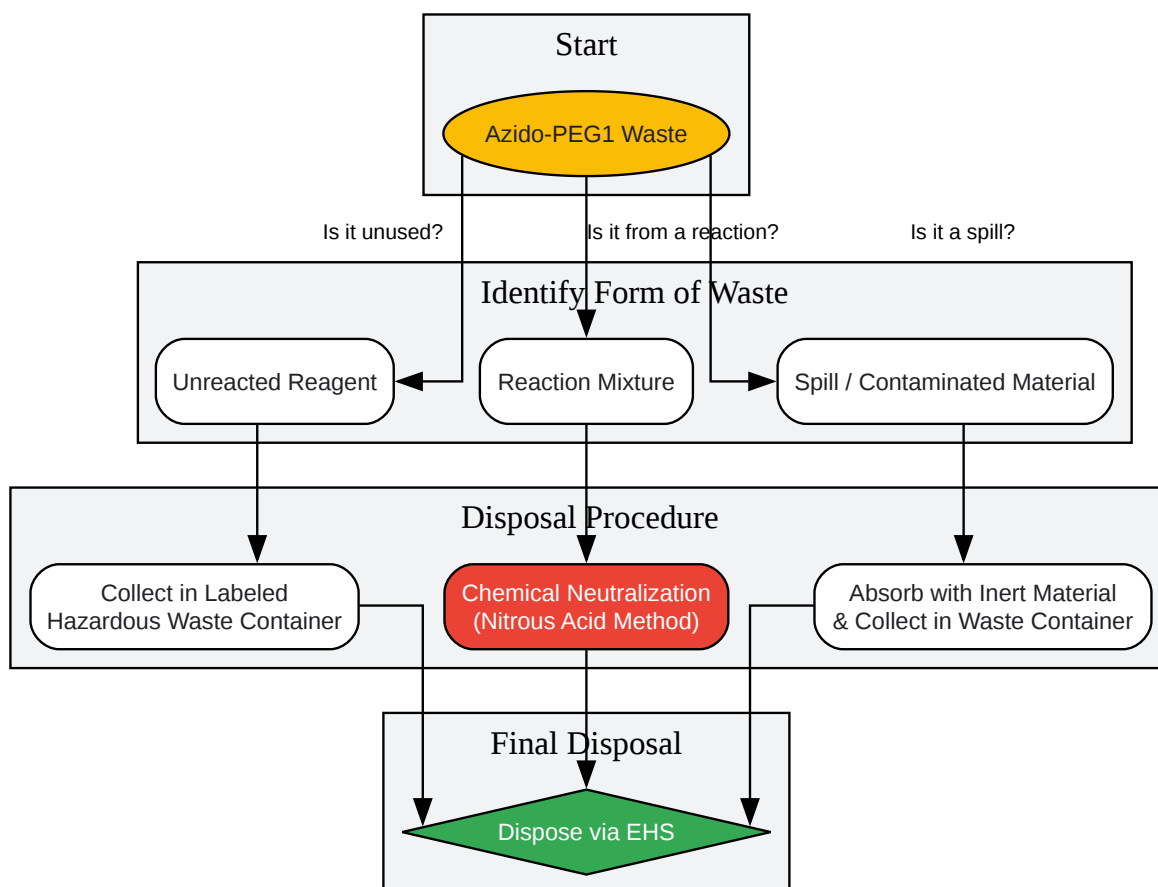 Start
Azido-PEG1 Waste
Is it unused?
Is it from a reaction?
Is it a spill?
Identify Form of Waste
Unreacted Reagent
Reaction Mixture
Spill / Contaminated Material
Disposal Procedure
Collect in Labeled
Hazardous Waste Container
Chemical Neutralization
(Nitrous Acid Method)
Absorb with Inert Material
& Collect in Waste Container
Final Disposal
Dispose via EHS